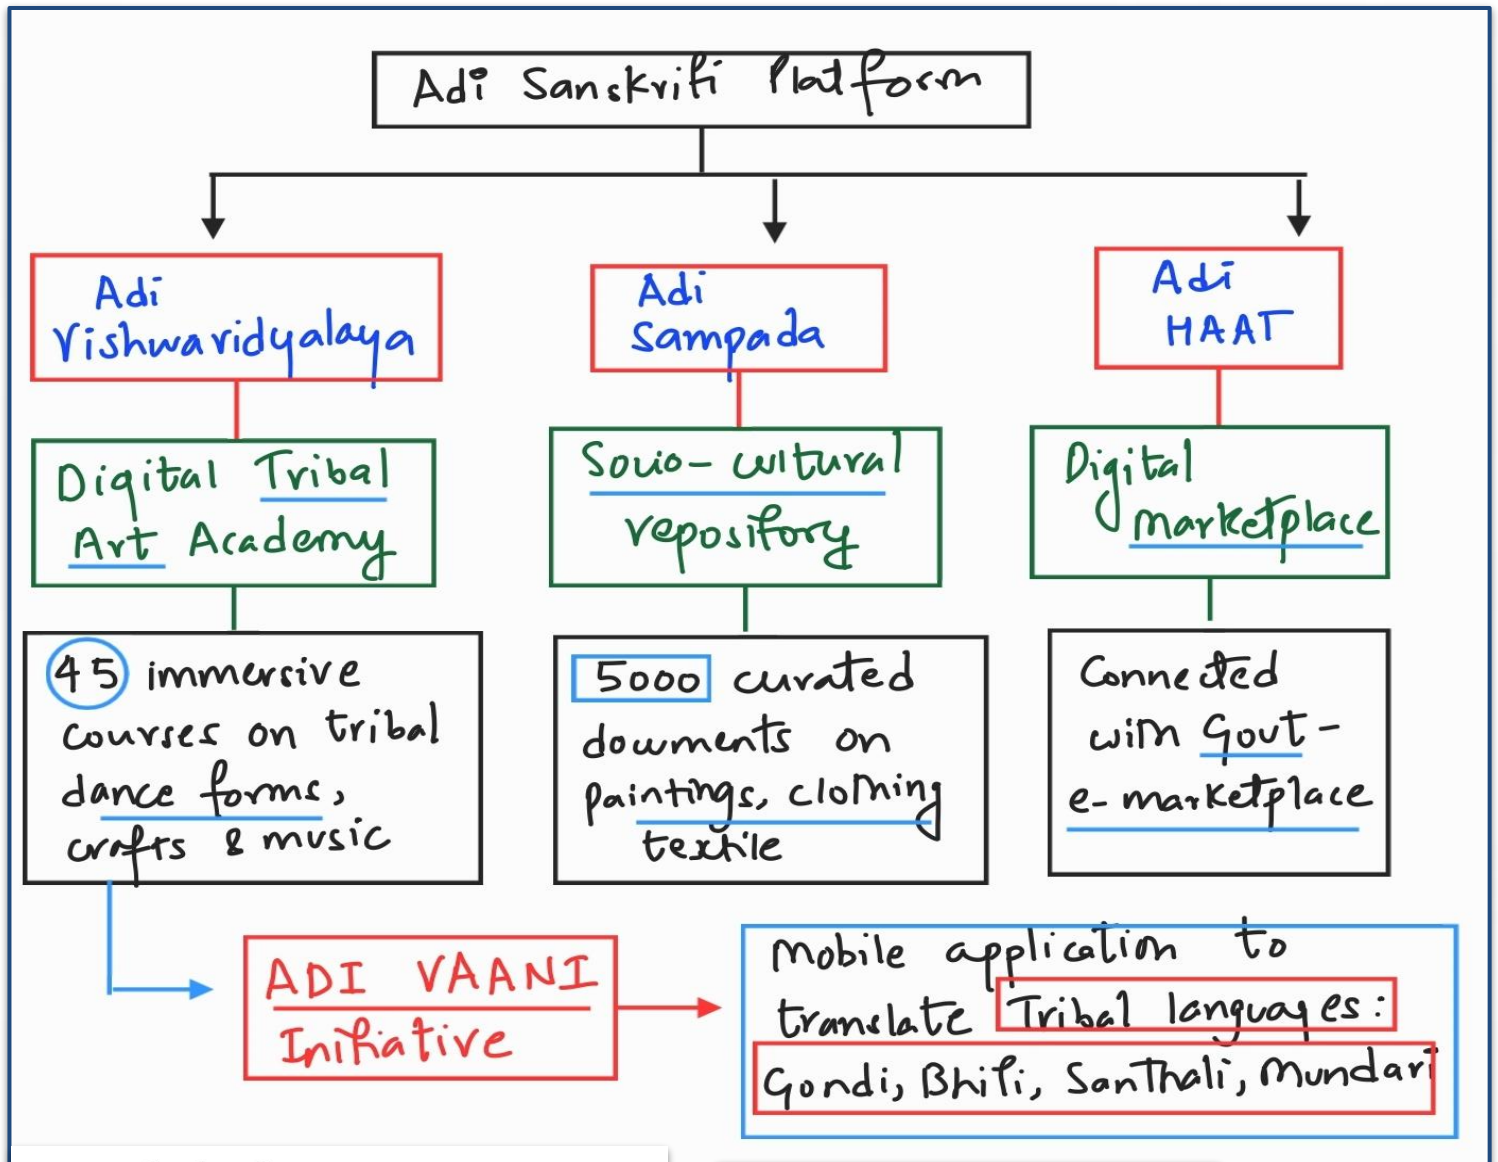 Adi Sanskriti Platform
Adi
Vishwavidyalaya
Digital Tribal
Art Academy
45 immersive
courses on tribal
dance forms,
crafts & music
Adi
Sampada
Socio-cultural
repository
5000 curated
documents on
paintings, clothing
textile
Adi
HAAT
Digital
marketplace
Connected
with Govt-
e-marketplace
ADI VAANI
Initiative
Mobile application to
translate Tribal languages:
Gondi, Bhili, Santhali, Mundari